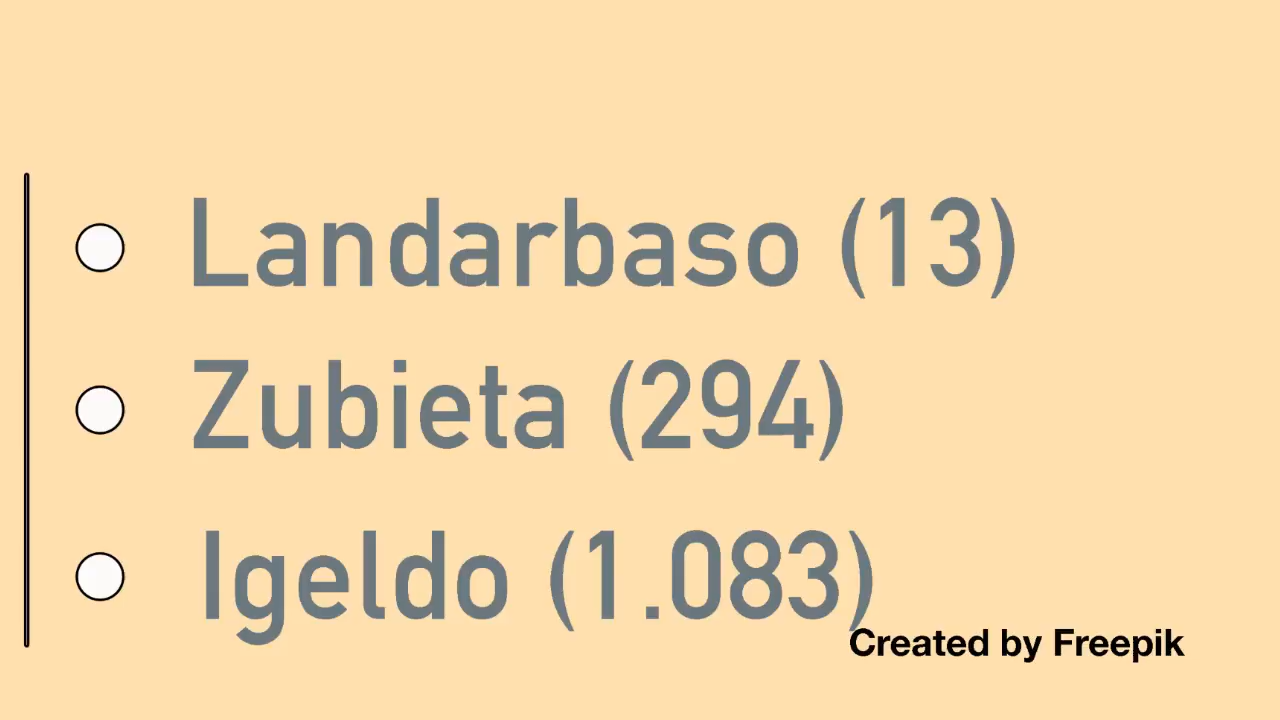 Landarbaso (13)
Zubieta (294)
Igeldo (1.083)
Created by Freepik